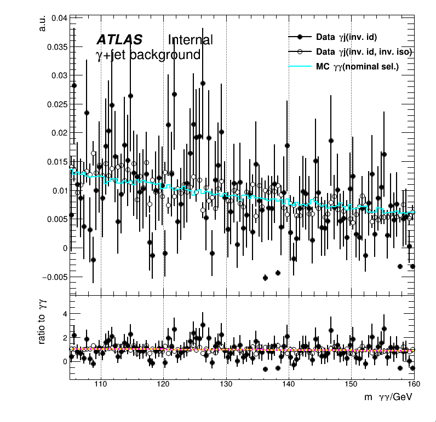 a.u.
0.04
0.035
0.03
0.025
0.02
0.015
0.01
0.005
0
−0.005
ATLAS Internal
γ+jet background
Data γj(inv. id)
Data γj(inv. id, inv. iso)
MC γγ(nominal sel.)
ratio to γγ
4
2
0
110 120 130 140 150 160
m γγ/GeV